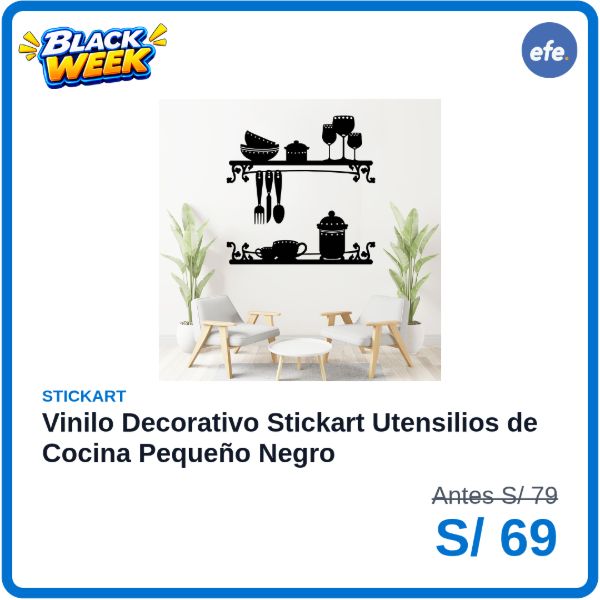 BLACK
WEEK
efe.
STICKART
Vinilo Decorativo Stickart Utensilios de
Cocina Pequeño Negro
Antes S/ 79
S/ 69